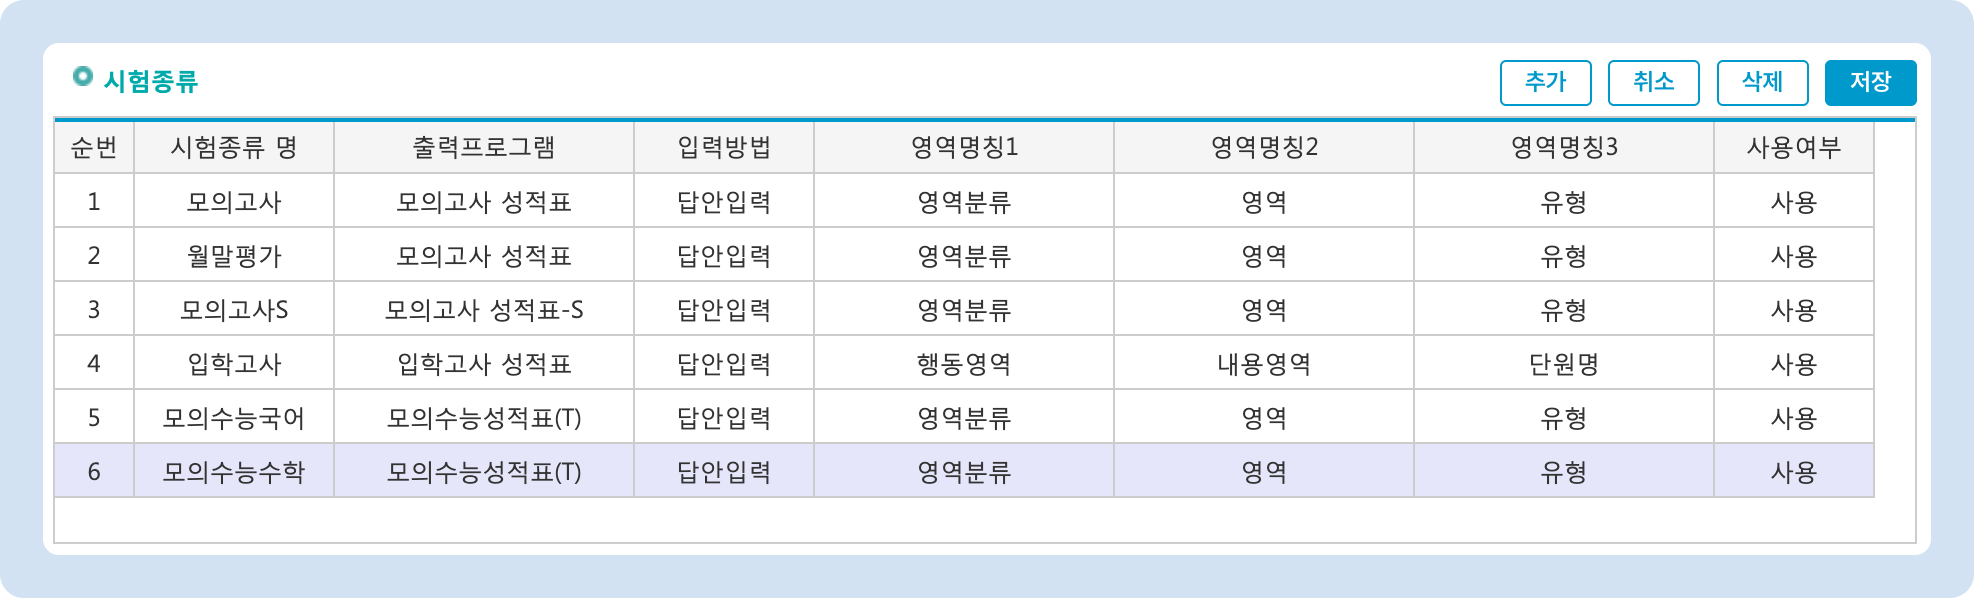 시험종류 추가 취소 삭제 저장
순번 시험종류 명 출력프로그램 입력방법 영역명칭1 영역명칭2 영역명칭3 사용여부
1 모의고사 모의고사 성적표 답안입력 영역분류 영역 유형 사용
2 월말평가 모의고사 성적표 답안입력 영역분류 영역 유형 사용
3 모의고사S 모의고사 성적표-S 답안입력 영역분류 영역 유형 사용
4 입학고사 입학고사 성적표 답안입력 행동영역 내용영역 단원명 사용
5 모의수능국어 모의수능성적표(T) 답안입력 영역분류 영역 유형 사용
6 모의수능수학 모의수능성적표(T) 답안입력 영역분류 영역 유형 사용